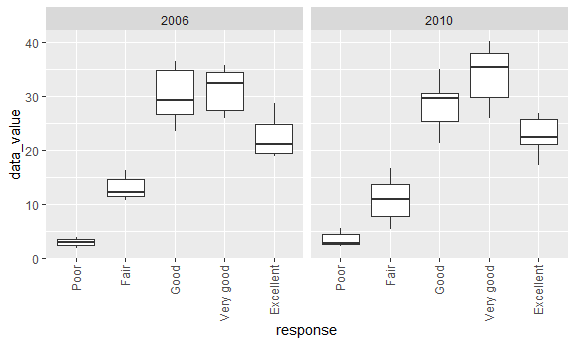 2006 2010
40
30
20
10
0
data_value
Poor Fair Good Very good Excellent Poor Fair Good Very good Excellent
response